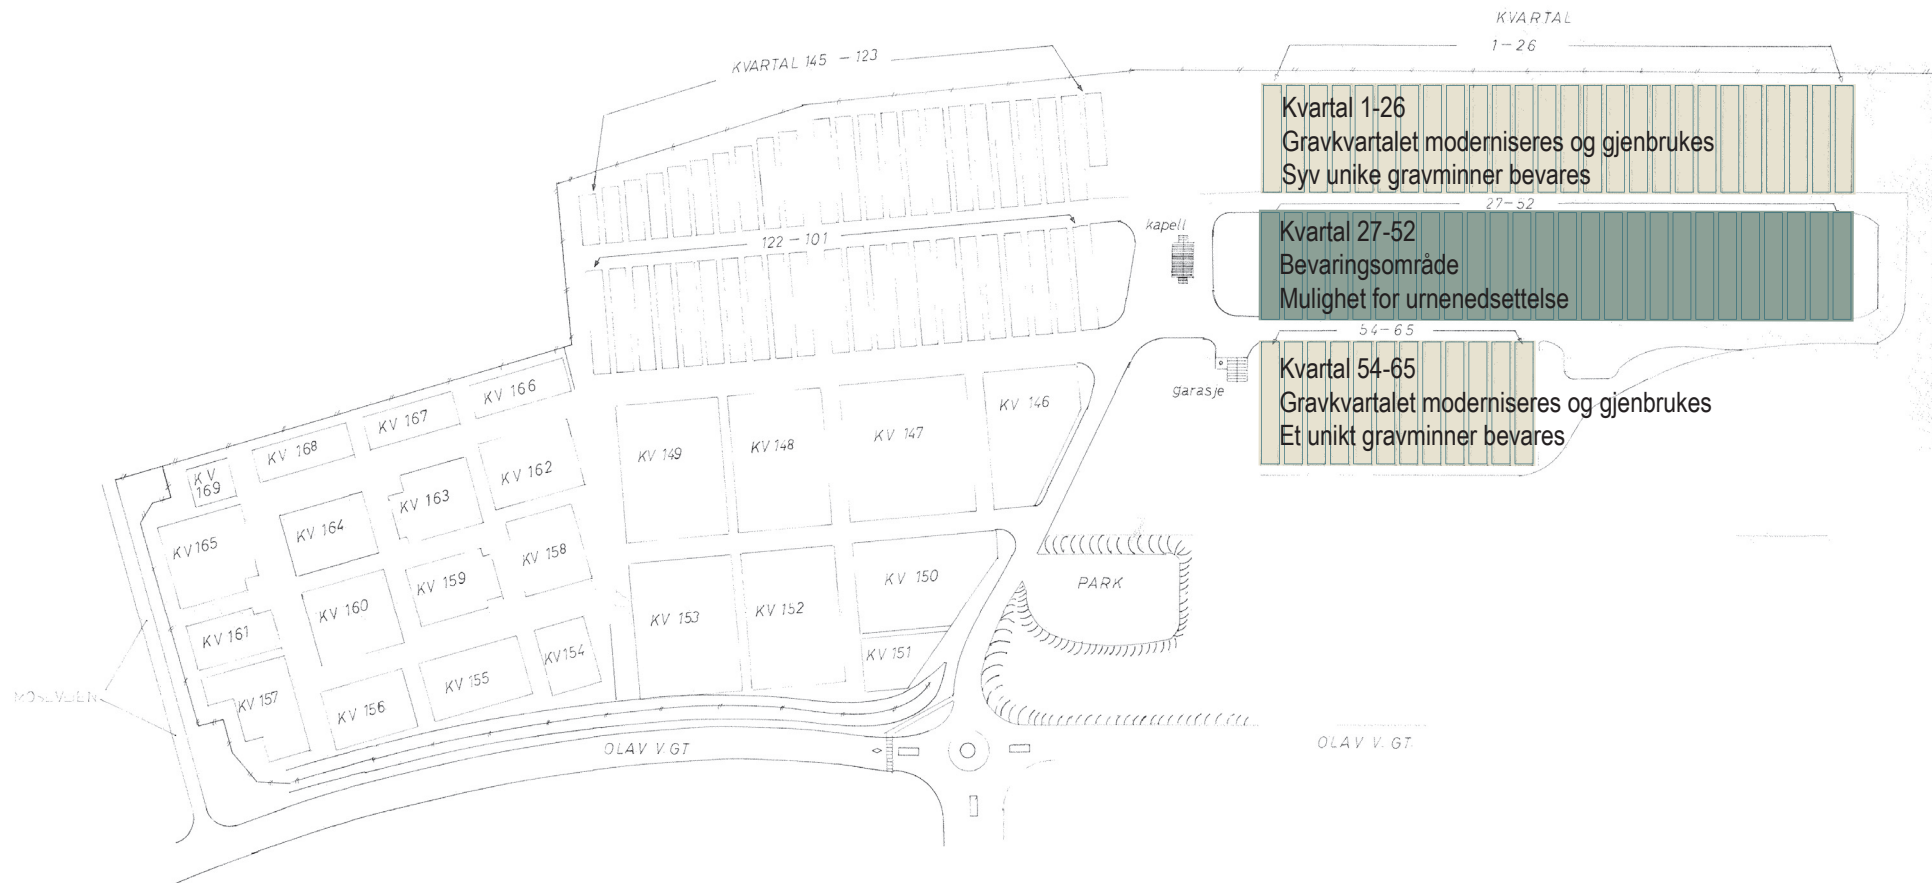 KVARTAL
1-26
KVARTAL 145 - 123
Kvartal 1-26
Gravkvartalet moderniseres og gjenbrukes
Syv unike gravminner bevares
27-52
122-101
kapell
Kvartal 27-52
Bevaringsområde
Mulighet for urnenedsettelse
54-65
Kvartal 54-65
Gravkvartalet moderniseres og gjenbrukes
Et unikt gravminner bevares
garasje
KV 166
KV 167
KV 168
KV
169
KV 146
KV 147
KV 148
KV 149
KV 162
KV 163
KV 164
KV 165
KV 158
KV 159
KV 160
KV 161
KV 150
PARK
KV 152
KV 153
KV 151
KV154
KV 155
KV 156
KV 157
OLAV V.GT
OLAV V. GT.